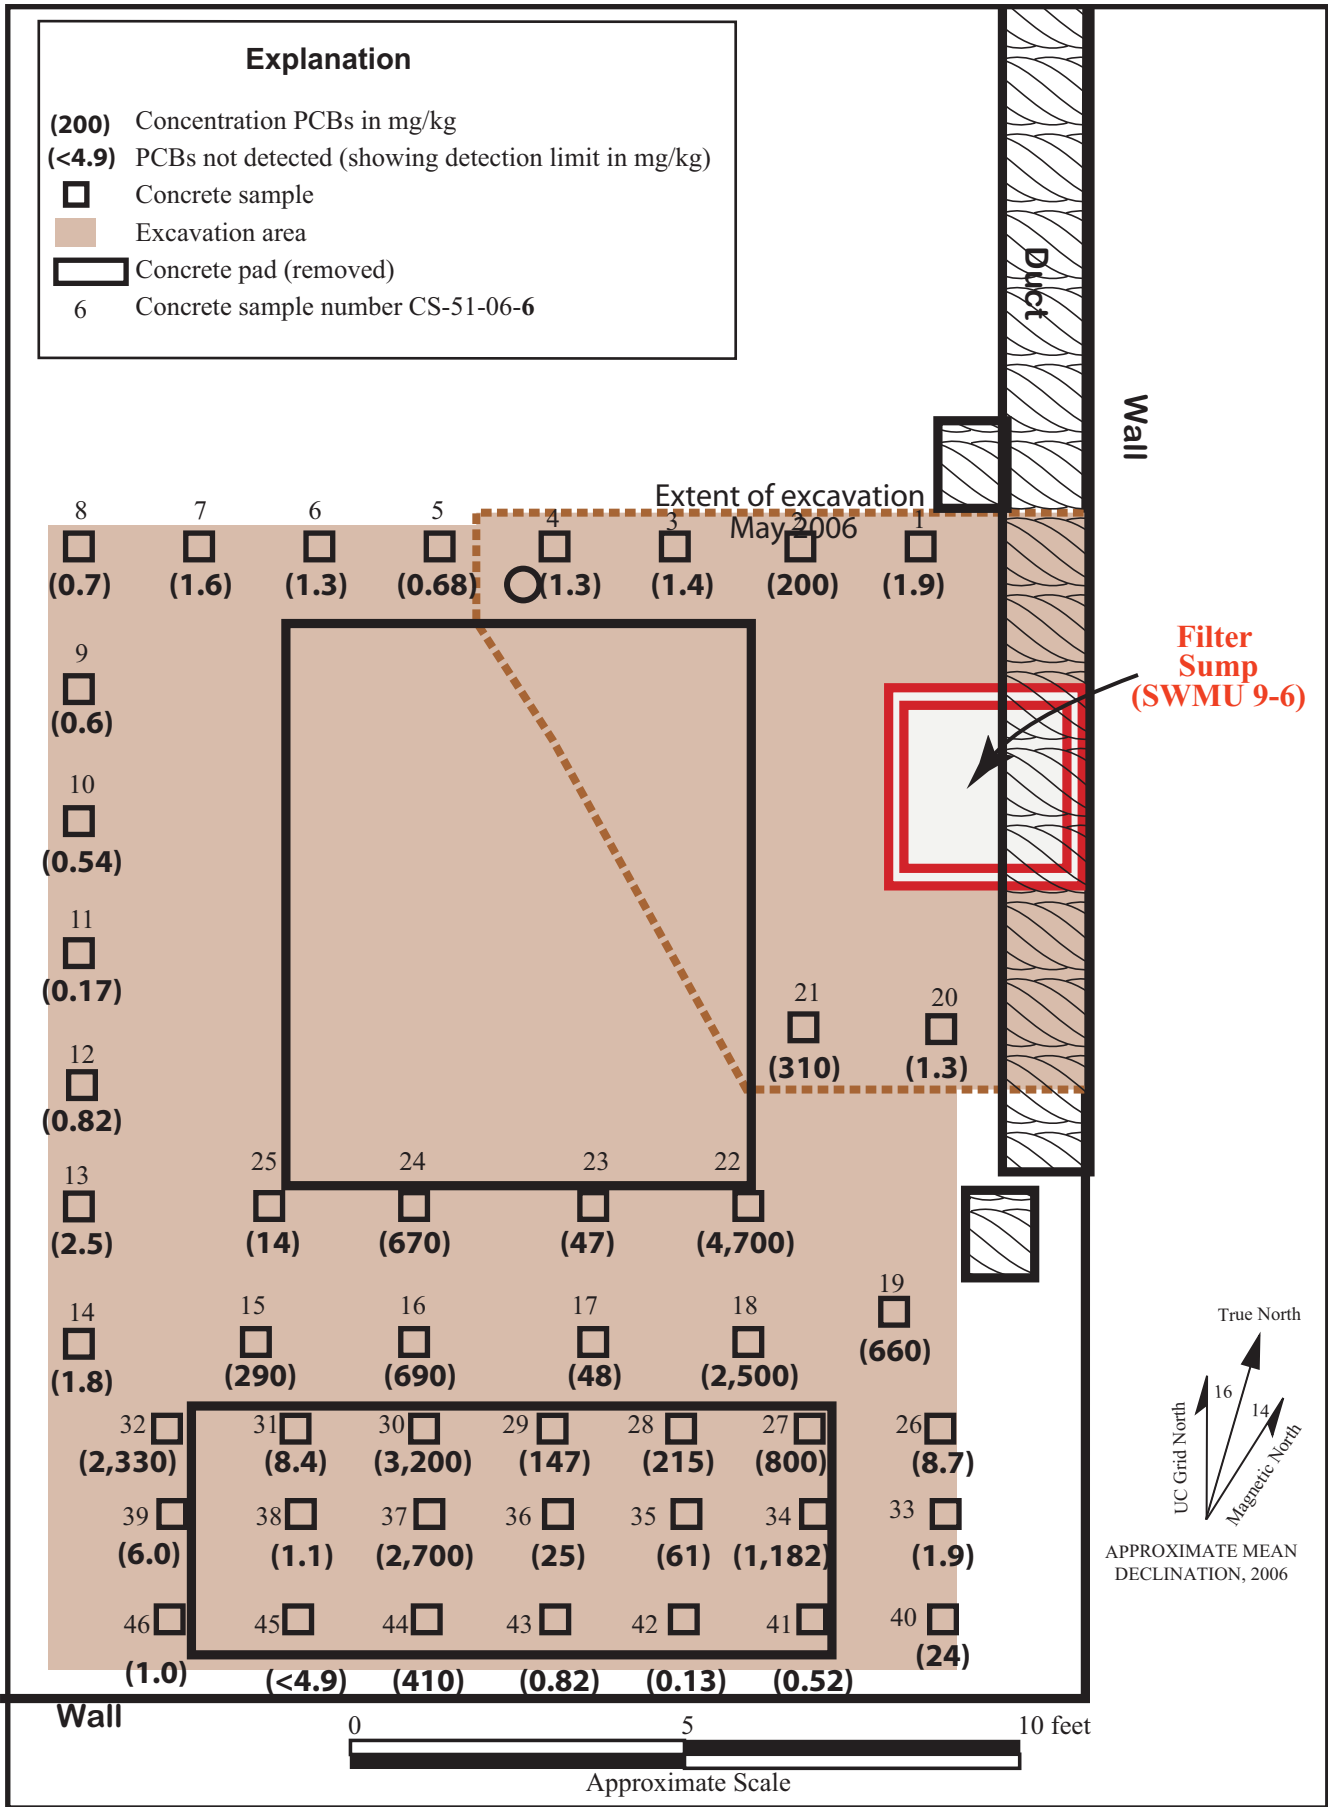 Explanation
(200) Concentration PCBs in mg/kg
(<4.9) PCBs not detected (showing detection limit in mg/kg)
Concrete sample
Excavation area
Concrete pad (removed)
6 Concrete sample number CS-51-06-6
Duct
Wall
Extent of excavation
May 2006
8 7 6 5 4 3 2 1
(0.7) (1.6) (1.3) (0.68) (1.3) (1.4) (200) (1.9)
Filter
Sump
(SWMU 9-6)
9
(0.6)
10
(0.54)
11
(0.17)
21 20
(310) (1.3)
12
(0.82)
13 25 24 23 22
(2.5) (14) (670) (47) (4,700)
19
(660)
14 15 16 17 18
(1.8) (290) (690) (48) (2,500)
32 31 30 29 28 27 26
(2,330) (8.4) (3,200) (147) (215) (800) (8.7)
39 38 37 36 35 34 33
(6.0) (1.1) (2,700) (25) (61) (1,182) (1.9)
46 45 44 43 42 41 40
(1.0) (<4.9) (410) (0.82) (0.13) (0.52) (24)
True North
16
14
UC Grid North
Magnetic North
APPROXIMATE MEAN
DECLINATION, 2006
Wall
0 5 10 feet
Approximate Scale